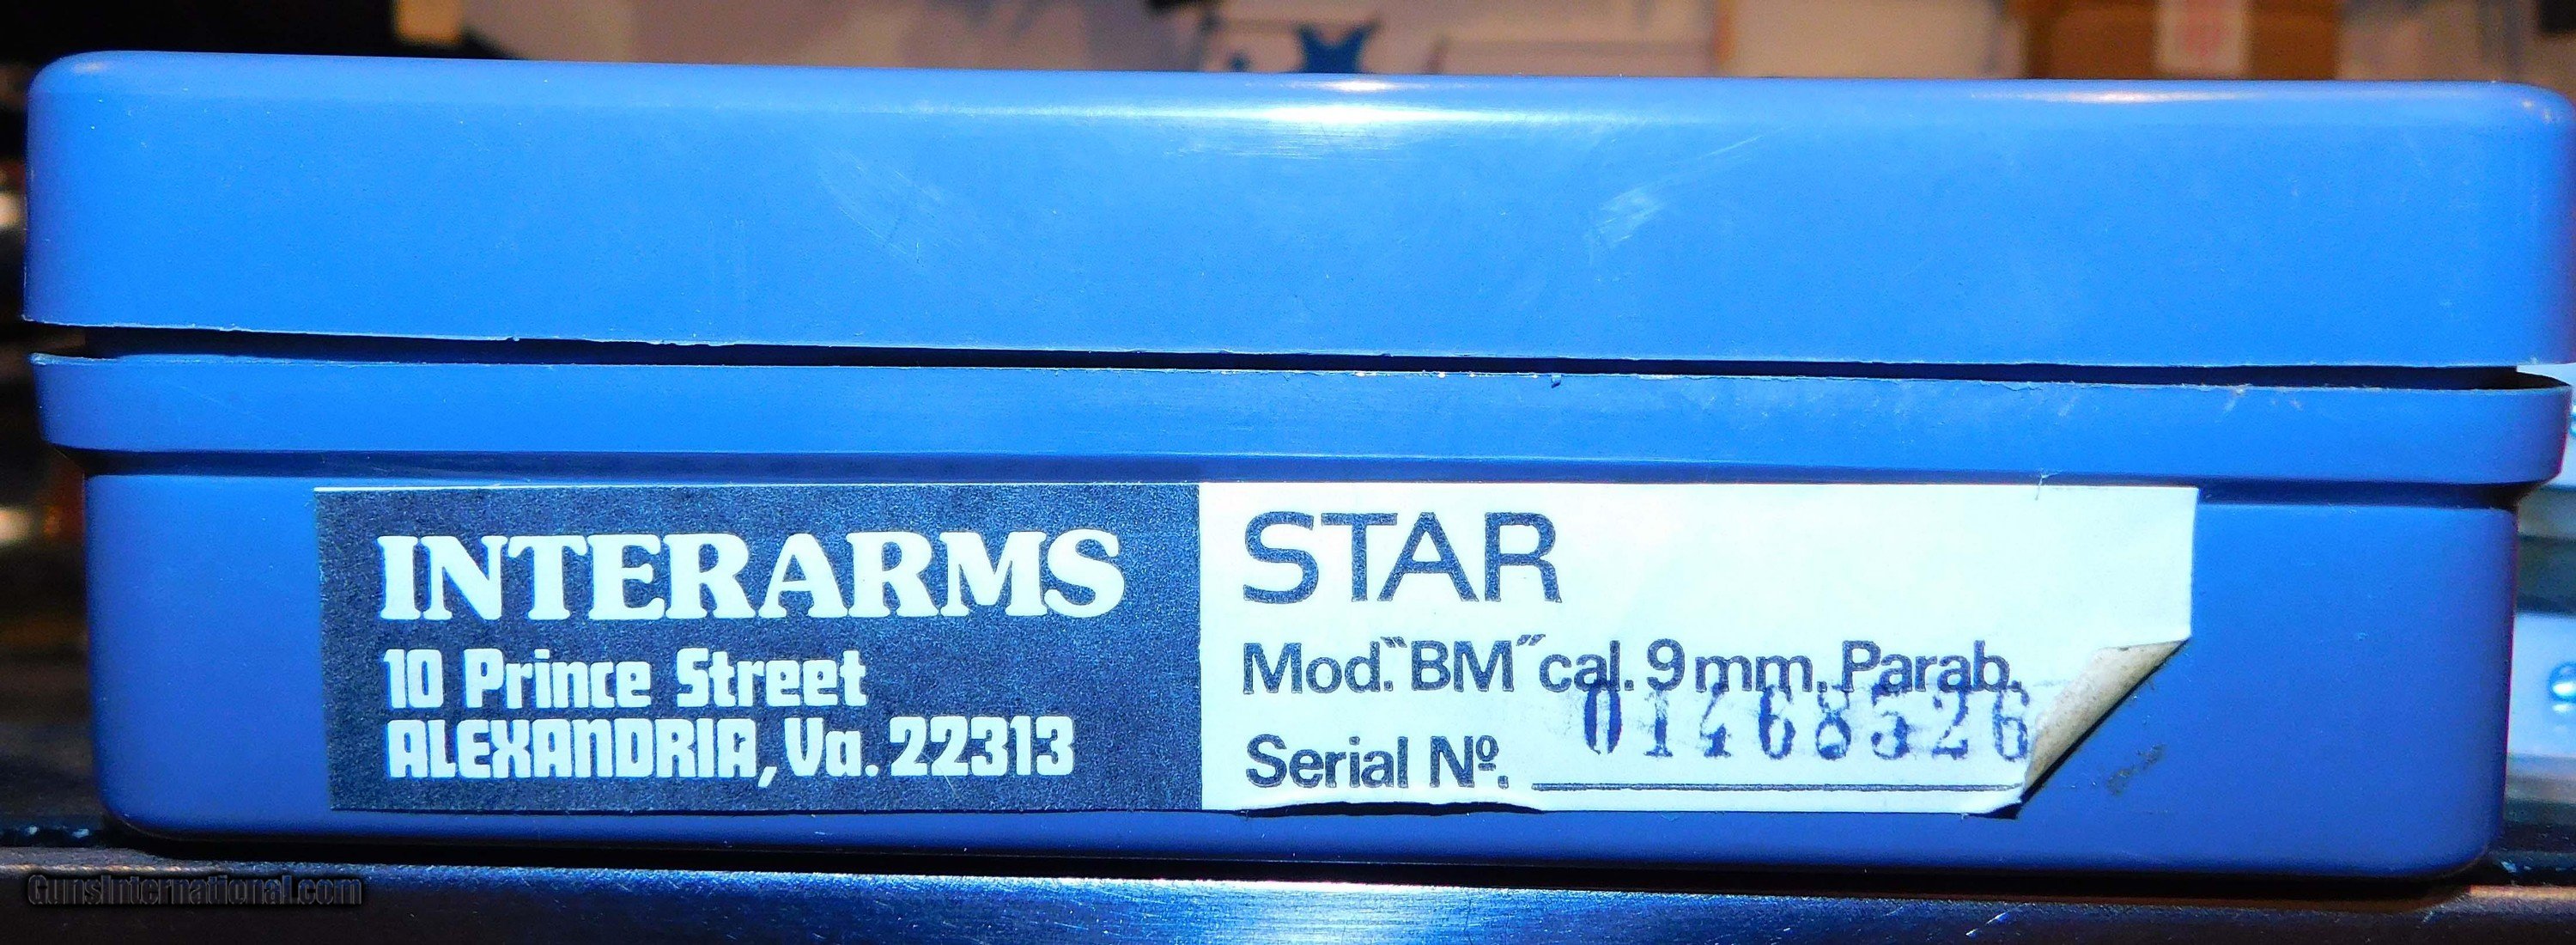 INTERARMS
10 Prince Street
ALEXANDRIA, Va. 22313
STAR
Mod. "BM" cal. 9 mm. Parab.
01468526
Serial Nº.
GunsInternational.com